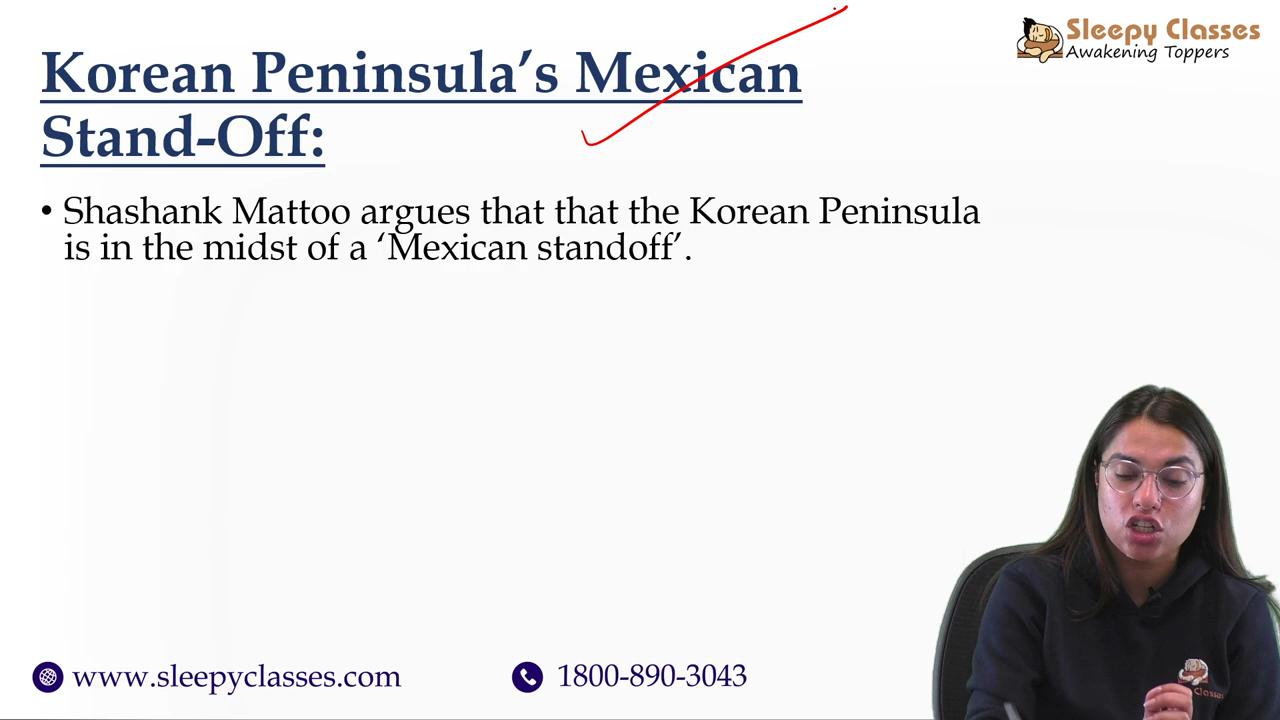 Sleepy Classes
Awakening Toppers
Korean Peninsula’s Mexican
Stand-Off:
• Shashank Mattoo argues that that the Korean Peninsula
is in the midst of a ‘Mexican standoff’.
www.sleepyclasses.com
1800-890-3043
Classes